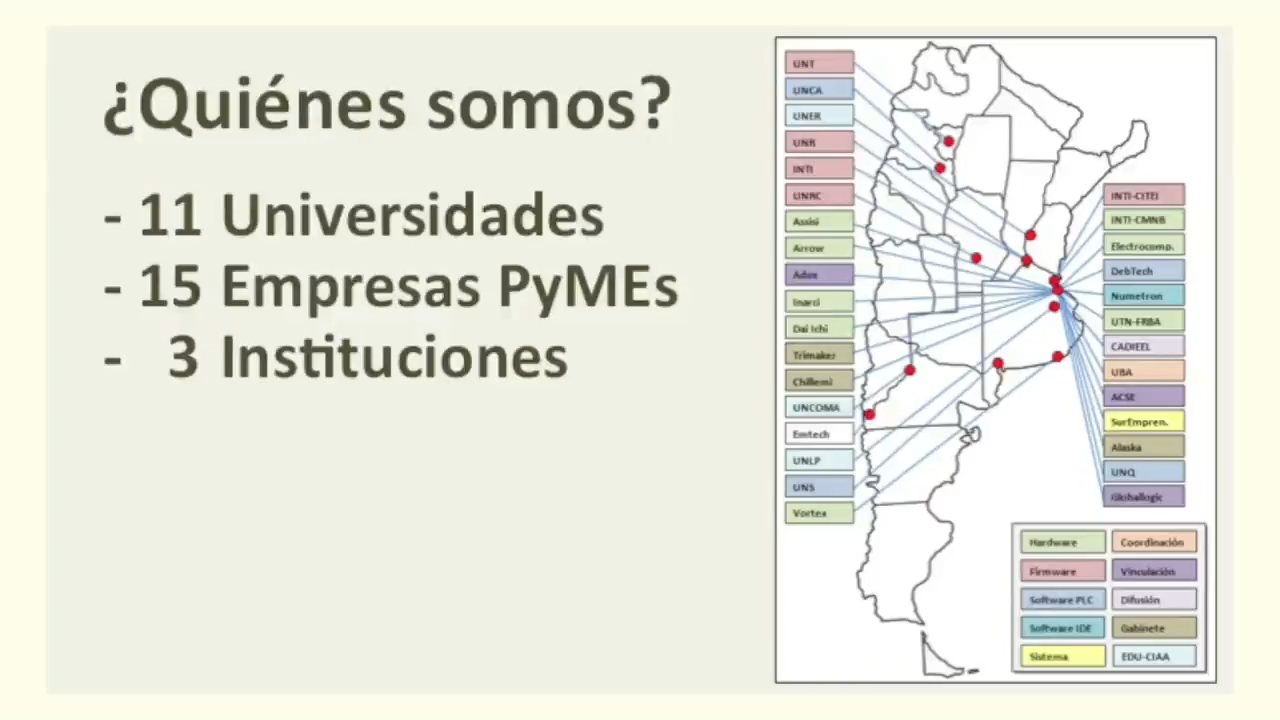 ¿Quiénes somos?
- 11 Universidades
- 15 Empresas PyMEs
- 3 Instituciones
UNT
UNCA
UNER
UNR
INTI
UNRC
Assisi
Arrow
Adox
Inarci
Dai Ichi
Trimaker
Chillemi
UNCOMA
Emtech
UNLP
UNS
Vortex
INTI-CITEI
INTI-CMNB
Electrocomp.
DebTech
Numetron
UTN-FRBA
CADIEEL
UBA
ACSE
SurEmpren.
Alaska
UNQ
Globallogic
Hardware
Coordinación
Firmware
Vinculación
Software PLC
Difusión
Software IDE
Gabinete
Sistema
EDU-CIAA